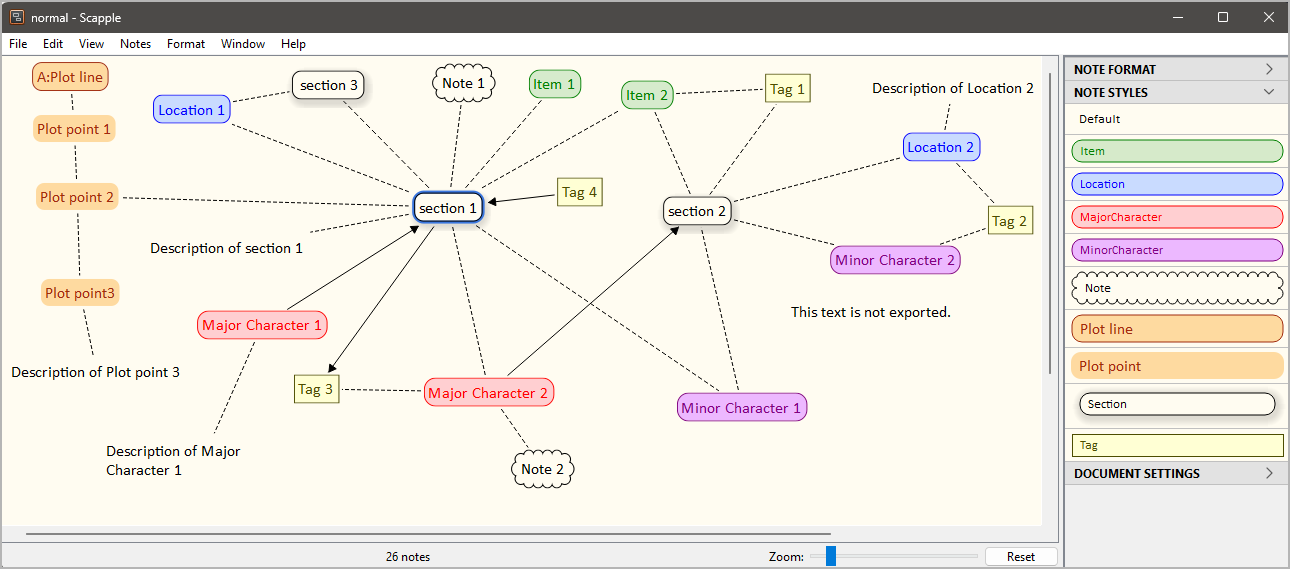 normal - Scapple
File Edit View Notes Format Window Help
A:Plot line
section 3
Note 1
Item 1
Item 2
Tag 1
Description of Location 2
Location 1
Plot point 1
Location 2
Plot point 2
section 1
Tag 4
section 2
Tag 2
Description of section 1
Minor Character 2
Plot point3
This text is not exported.
Major Character 1
Description of Plot point 3
Tag 3
Major Character 2
Minor Character 1
Description of Major
Character 1
Note 2
26 notes
Zoom:
Reset
NOTE FORMAT
NOTE STYLES
Default
Item
Location
MajorCharacter
MinorCharacter
Note
Plot line
Plot point
Section
Tag
DOCUMENT SETTINGS